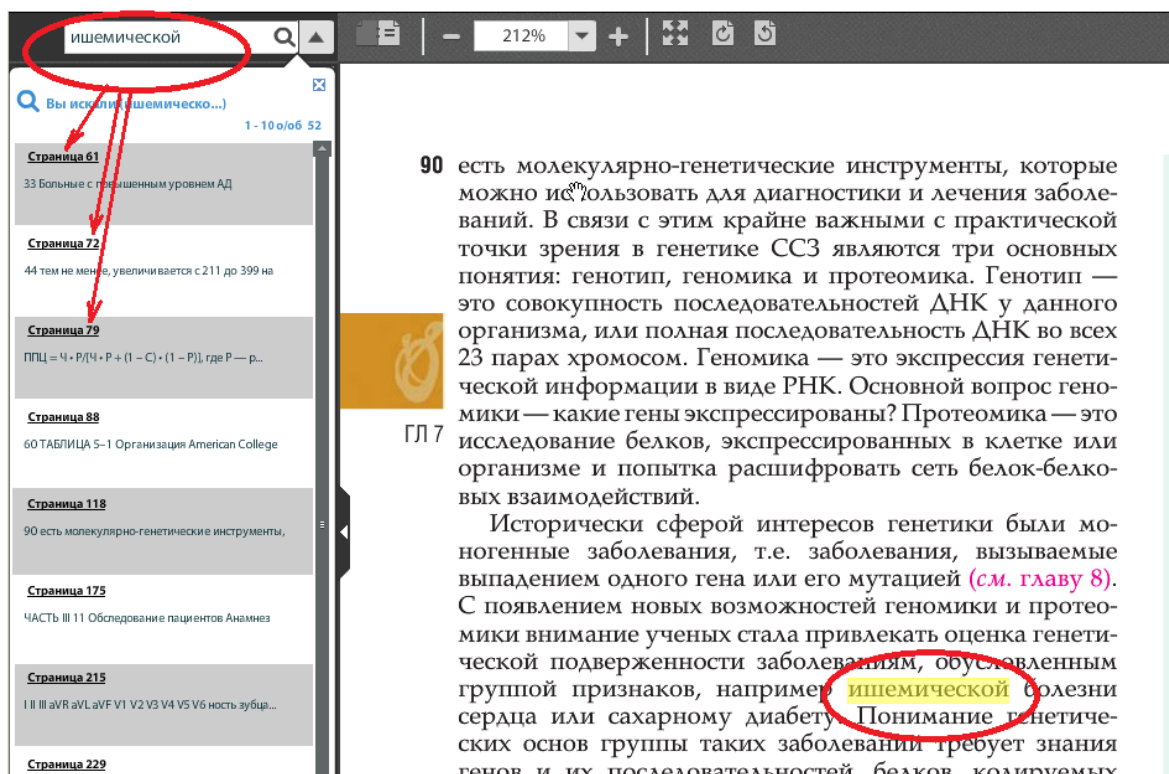 ишемической
212%
Вы искали (ишемическо...)
1 - 10 о/об 52
Страница 61
33 Больные с повышенным уровнем АД
Страница 72
44 тем не менее, увеличивается с 211 до 399 на
Страница 79
ППЦ = Ч • Р/[Ч • Р + (1 – С) • (1 – Р)], где Р — р...
Страница 88
60 ТАБЛИЦА 5–1 Организация American College
Страница 118
90 есть молекулярно-генетические инструменты,
Страница 175
ЧАСТЬ III 11 Обследование пациентов Анамнез
Страница 215
I II III aVR aVL aVF V1 V2 V3 V4 V5 V6 ность зубца...
Страница 229
90 есть молекулярно-генетические инструменты, которые
можно использовать для диагностики и лечения заболе-
ваний. В связи с этим крайне важными с практической
точки зрения в генетике ССЗ являются три основных
понятия: генотип, геномика и протеомика. Генотип —
это совокупность последовательностей ДНК у данного
организма, или полная последовательность ДНК во всех
23 парах хромосом. Геномика — это экспрессия генети-
ческой информации в виде РНК. Основной вопрос гено-
мики — какие гены экспрессированы? Протеомика — это
ГЛ 7
исследование белков, экспрессированных в клетке или
организме и попытка расшифровать сеть белок-белко-
вых взаимодействий.
Исторически сферой интересов генетики были мо-
ногенные заболевания, т.е. заболевания, вызываемые
выпадением одного гена или его мутацией (см. главу 8).
С появлением новых возможностей геномики и протео-
мики внимание ученых стала привлекать оценка генети-
ческой подверженности заболеваниям, обусловленным
группой признаков, например ишемической болезни
сердца или сахарному диабету. Понимание генетиче-
ских основ группы таких заболеваний требует знания
генов и их последовательностей, белков, кодируемых